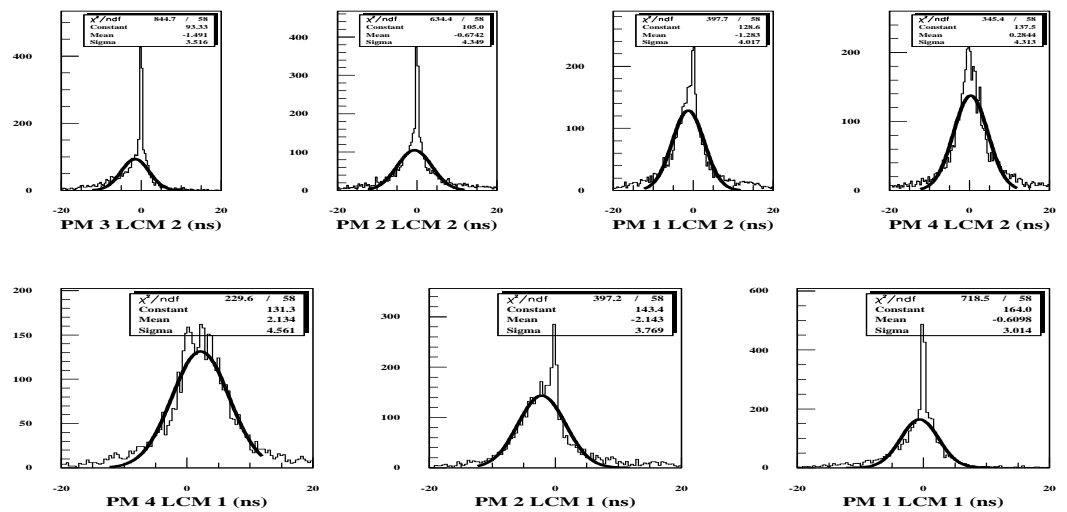 χ²/ndf 844.7 / 58
Constant 93.33
Mean -1.491
Sigma 3.516
400
200
0
-20 0 20
PM 3 LCM 2 (ns)
χ²/ndf 634.4 / 58
Constant 105.0
Mean -0.6742
Sigma 4.349
400
300
200
100
0
-20 0 20
PM 2 LCM 2 (ns)
χ²/ndf 397.7 / 58
Constant 128.6
Mean -1.283
Sigma 4.017
200
100
0
-20 0 20
PM 1 LCM 2 (ns)
χ²/ndf 345.4 / 58
Constant 137.5
Mean 0.2844
Sigma 4.313
200
100
0
-20 0 20
PM 4 LCM 2 (ns)
χ²/ndf 229.6 / 58
Constant 131.3
Mean 2.134
Sigma 4.561
200
150
100
50
0
-20 0 20
PM 4 LCM 1 (ns)
χ²/ndf 397.2 / 58
Constant 143.4
Mean -2.143
Sigma 3.769
300
200
100
0
-20 0 20
PM 2 LCM 1 (ns)
χ²/ndf 718.5 / 58
Constant 164.0
Mean -0.6098
Sigma 3.014
600
400
200
0
-20 0 20
PM 1 LCM 1 (ns)